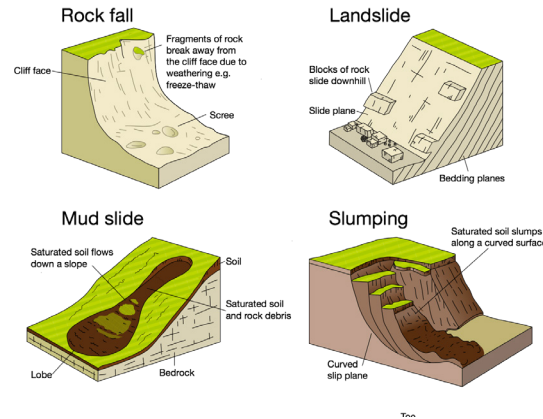 Rock fall
Fragments of rock
break away from
the cliff face due to
weathering e.g.
freeze-thaw
Cliff face
Scree
Landslide
Blocks of rock
slide downhill
Slide plane
Bedding planes
Mud slide
Saturated soil flows
down a slope
Soil
Saturated soil
and rock debris
Lobe
Bedrock
Slumping
Saturated soil slumps
along a curved surface
Curved
slip plane